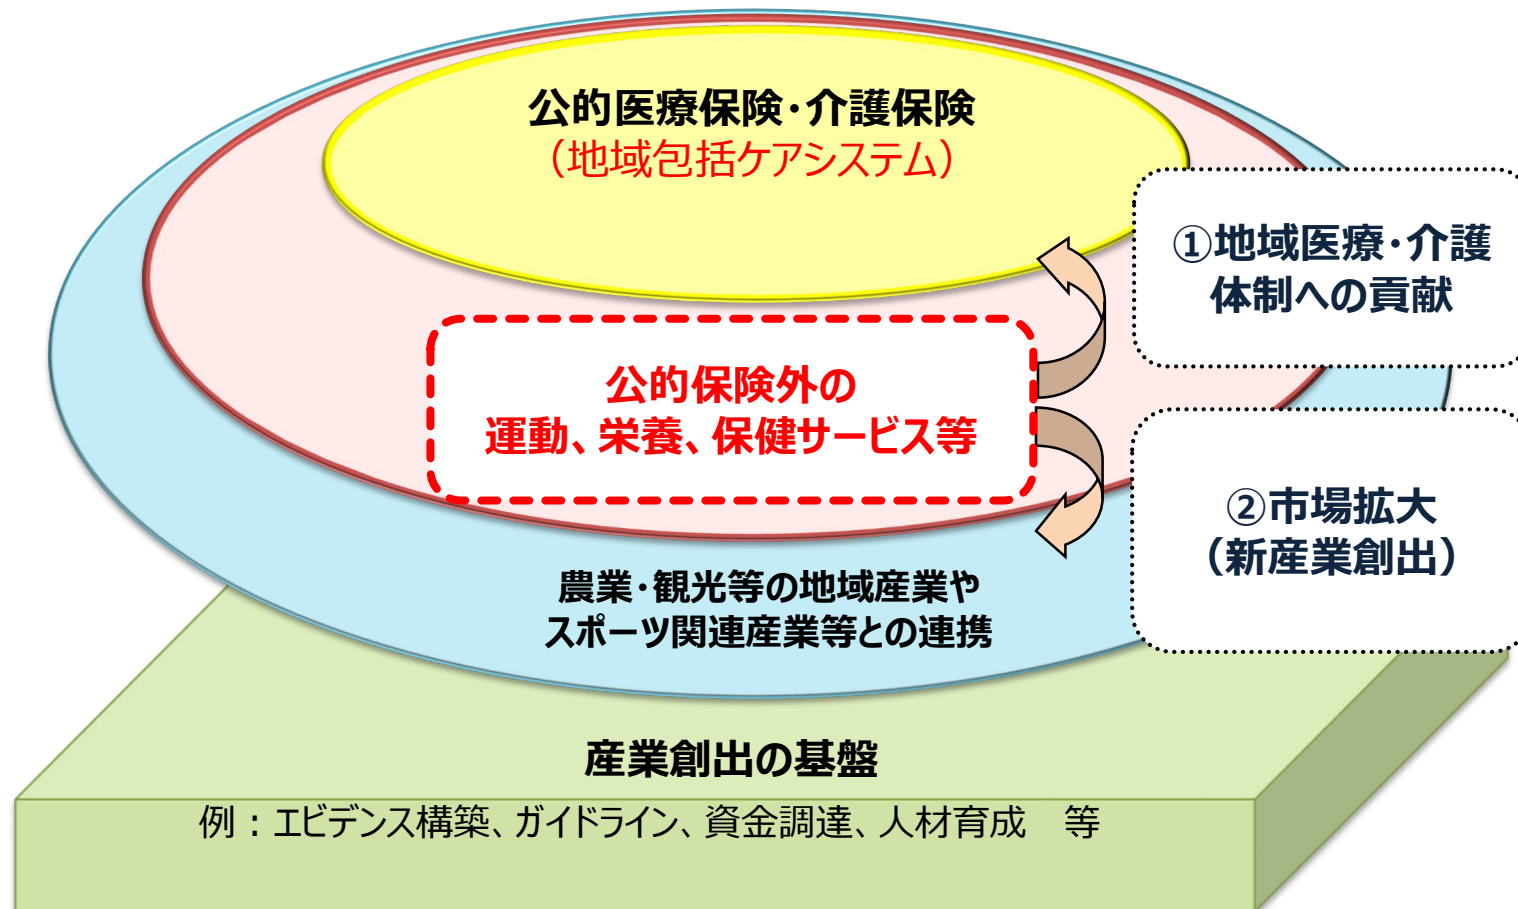 公的医療保険・介護保険
（地域包括ケアシステム）
①地域医療・介護
体制への貢献
公的保険外の
運動、栄養、保健サービス等
②市場拡大
（新産業創出）
農業・観光等の地域産業や
スポーツ関連産業等との連携
産業創出の基盤
例：エビデンス構築、ガイドライン、資金調達、人材育成　等